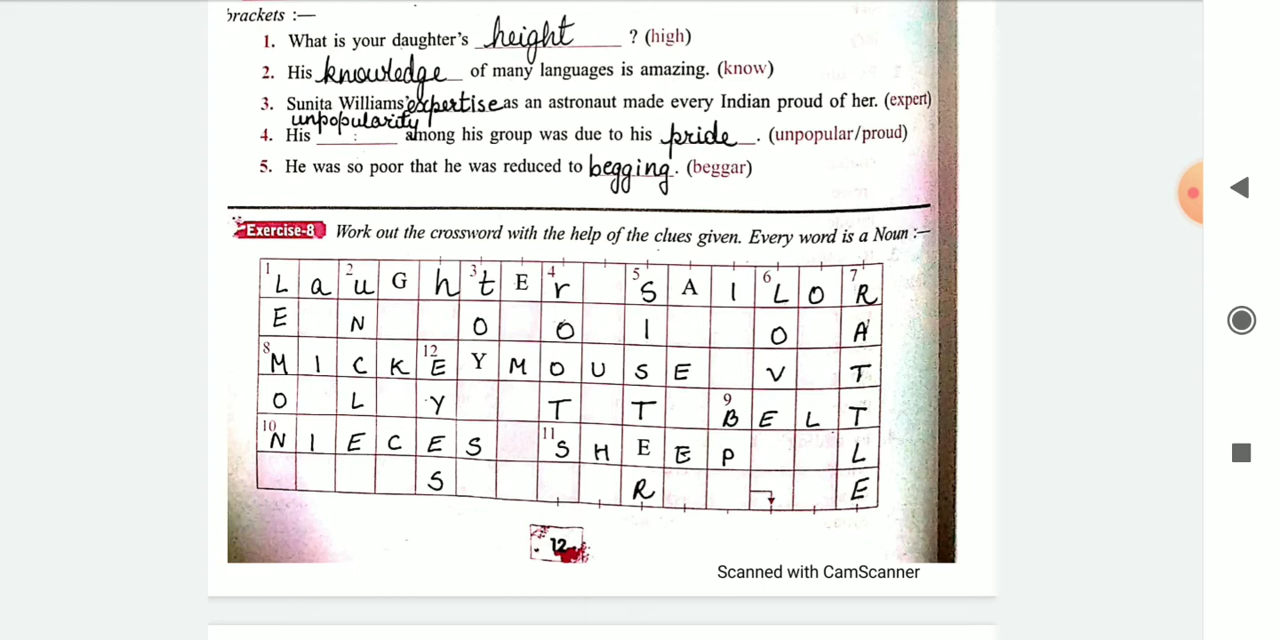 brackets :—
1. What is your daughter's height ? (high)
2. His knowledge of many languages is amazing. (know)
3. Sunita Williams' expertise as an astronaut made every Indian proud of her. (expert)
unpopularity
4. His among his group was due to his pride. (unpopular/proud)
5. He was so poor that he was reduced to begging. (beggar)
Exercise-8 Work out the crossword with the help of the clues given. Every word is a Noun :—
1 2 3 4 5 6 7
L a u G h t E r S A I L O R
E N O O I O A
8 12
M I C K E Y M O U S E V T
9
O L Y T T B E L T
10 11
N I E C E S S H E E P L
S R E
12
Scanned with CamScanner